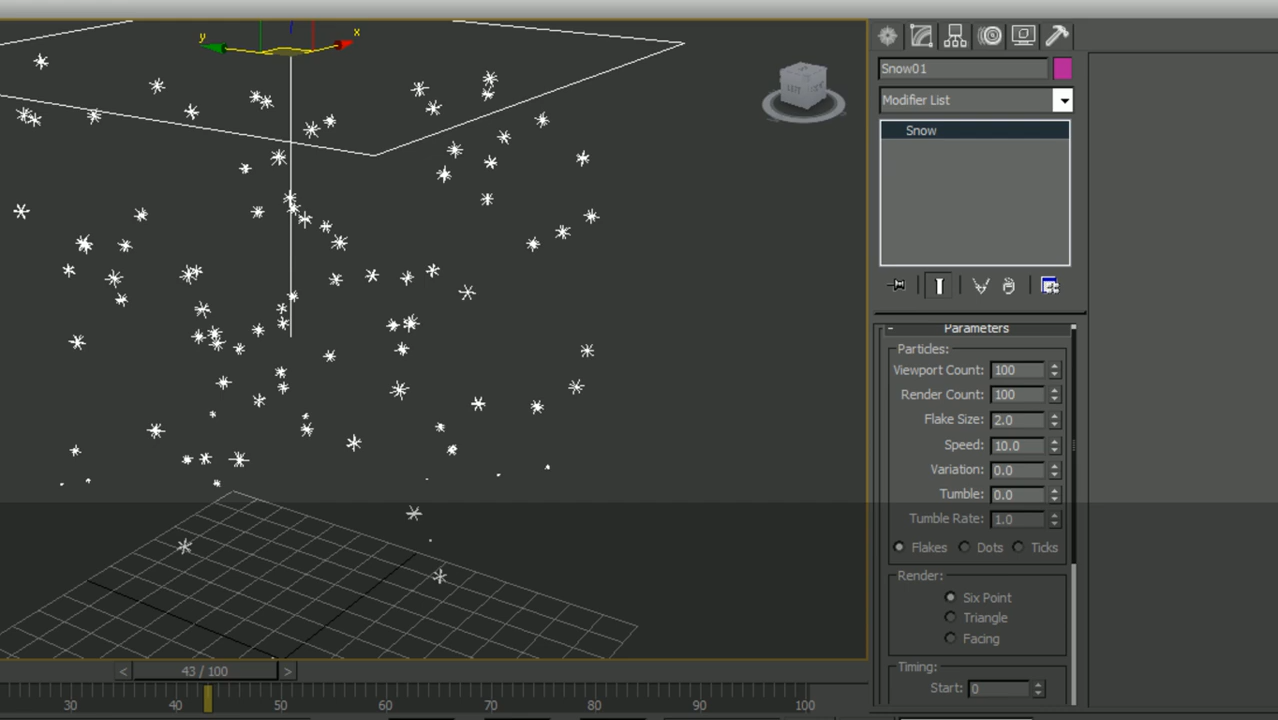 y
x
Snow01
Modifier List
Snow
- Parameters
Particles:
Viewport Count: 100
Render Count: 100
Flake Size: 2.0
Speed: 10.0
Variation: 0.0
Tumble: 0.0
Tumble Rate: 1.0
Flakes Dots Ticks
Render:
Six Point
Triangle
Facing
Timing:
Start: 0
< 43 / 100 >
30 40 50 60 70 80 90 100